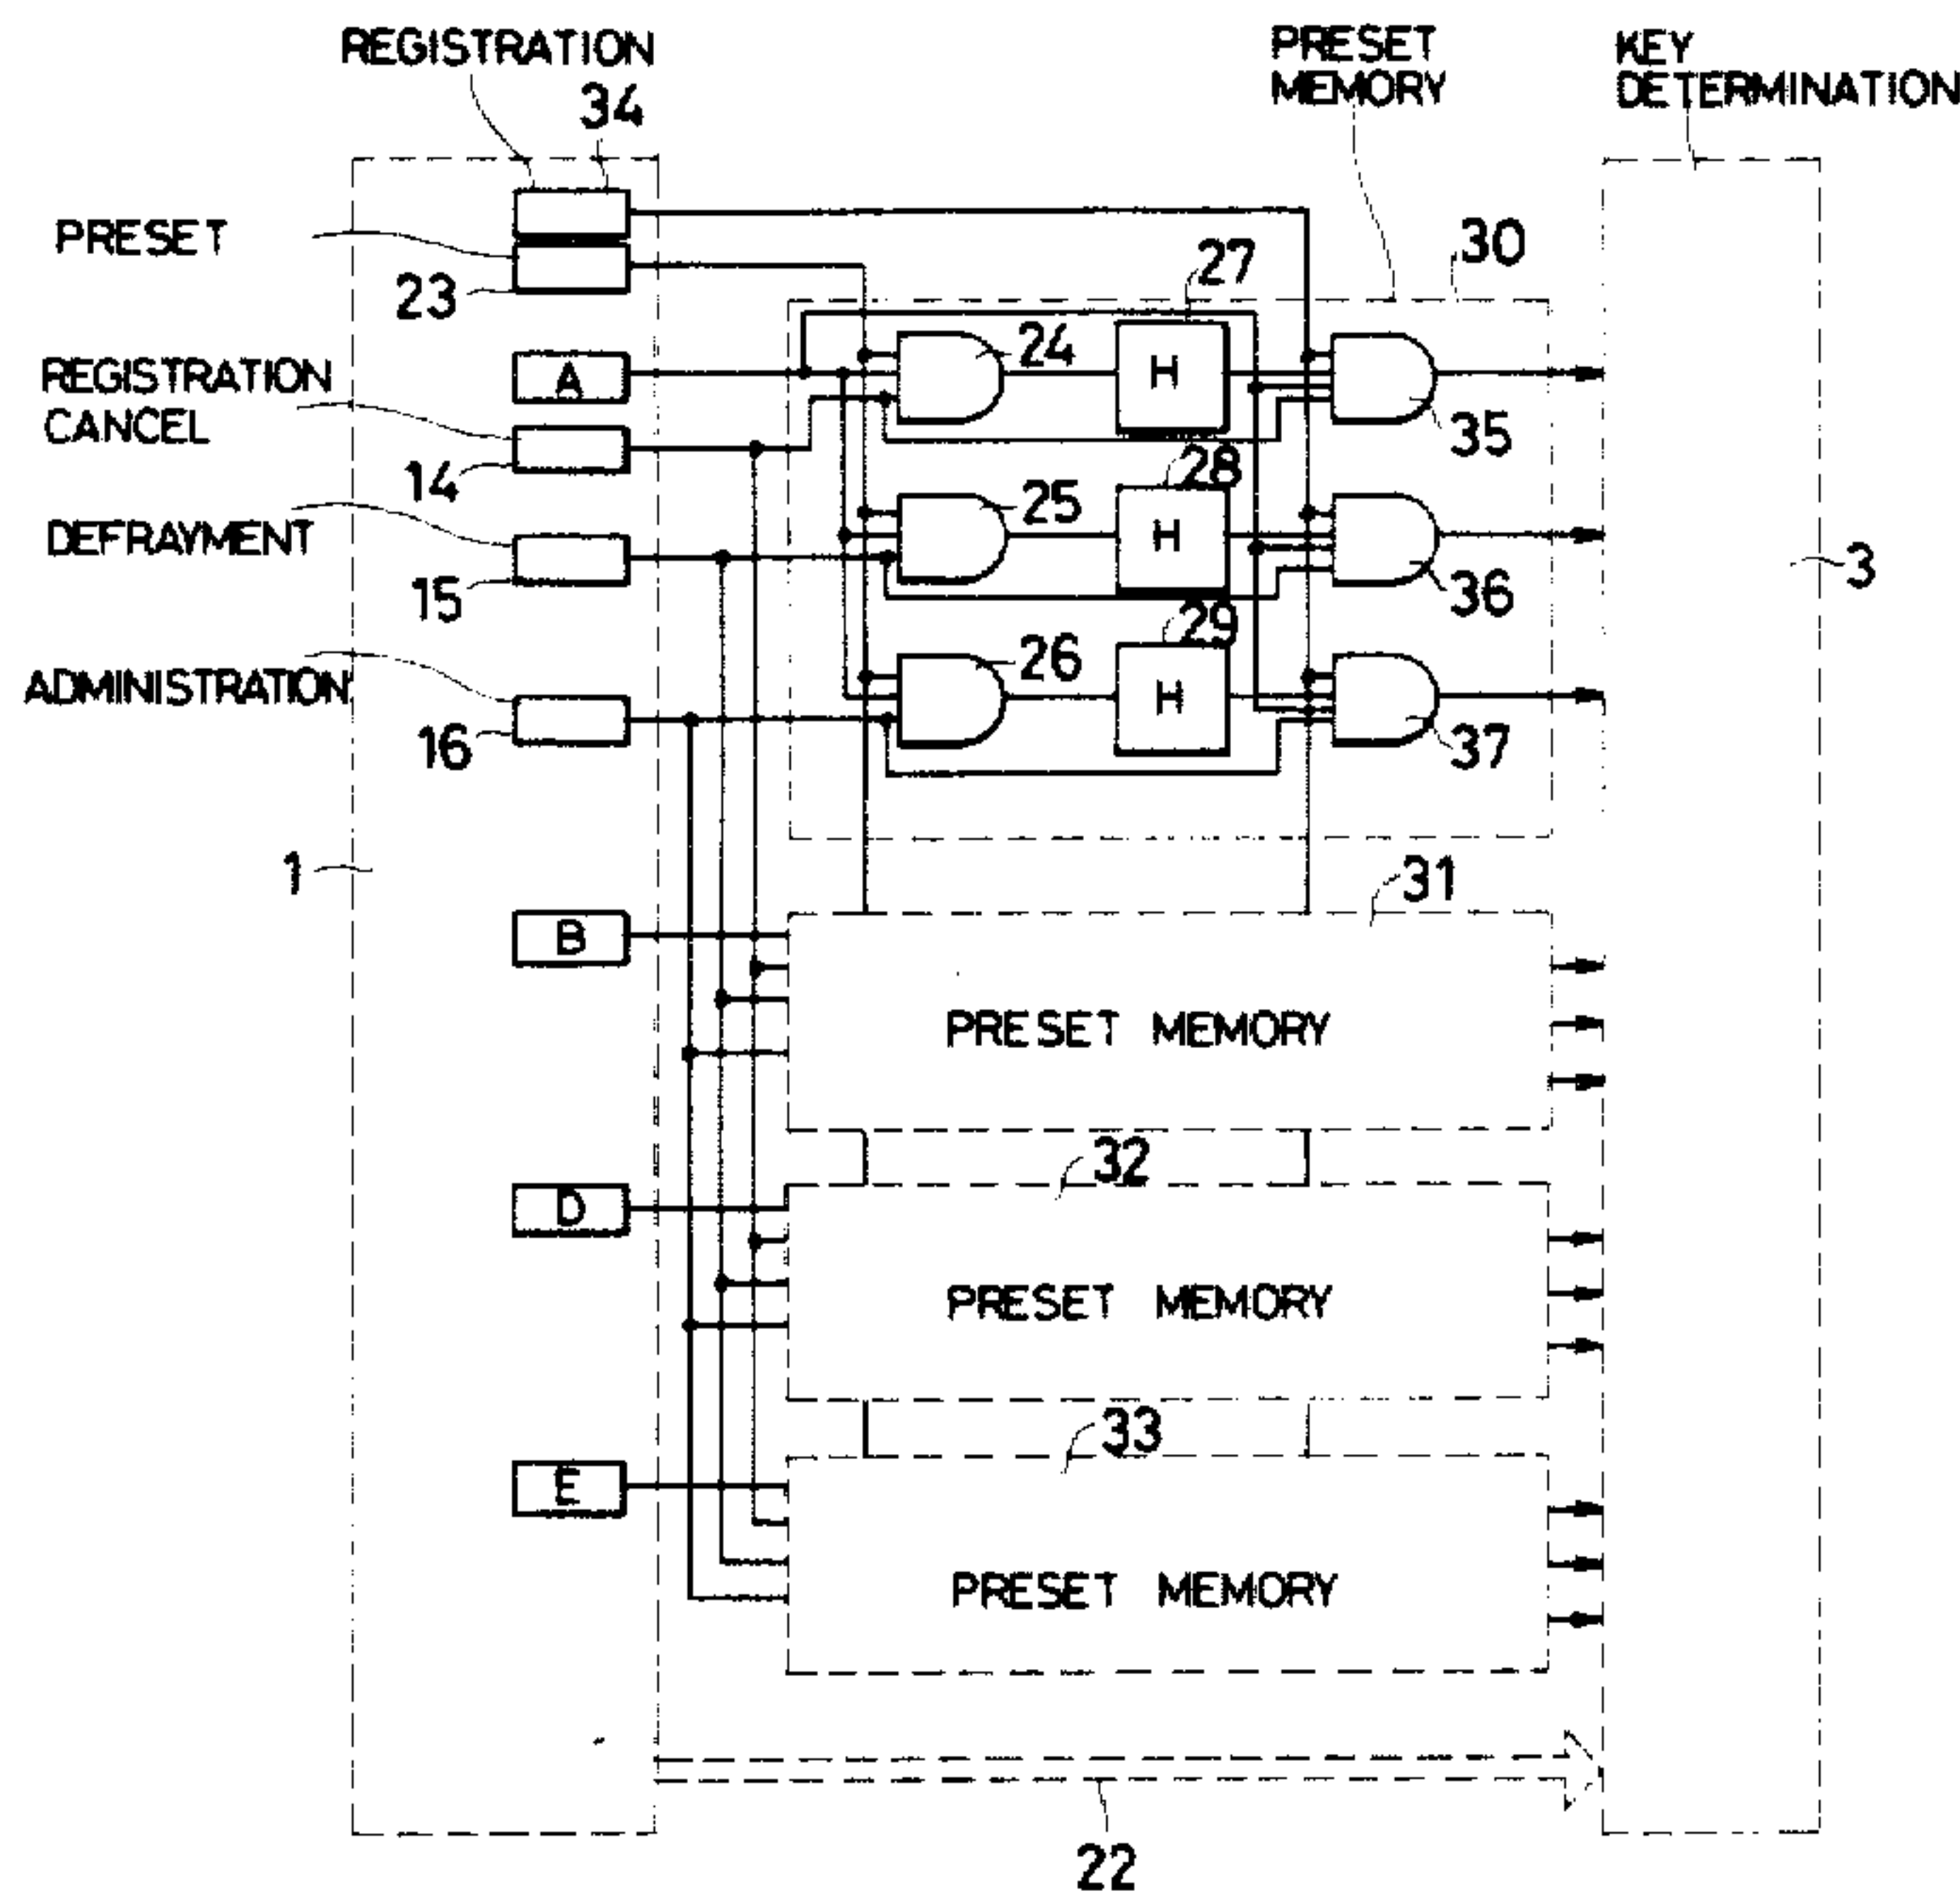 REGISTRATION
34
PRESET
MEMORY
KEY
DETERMINATION
PRESET
23
27
30
REGISTRATION
CANCEL
A
24
H
35
14
28
DEFRAYMENT
25
H
15
36
3
29
ADMINISTRATION
26
H
16
37
1
31
B
PRESET MEMORY
32
D
PRESET MEMORY
33
E
PRESET MEMORY
22